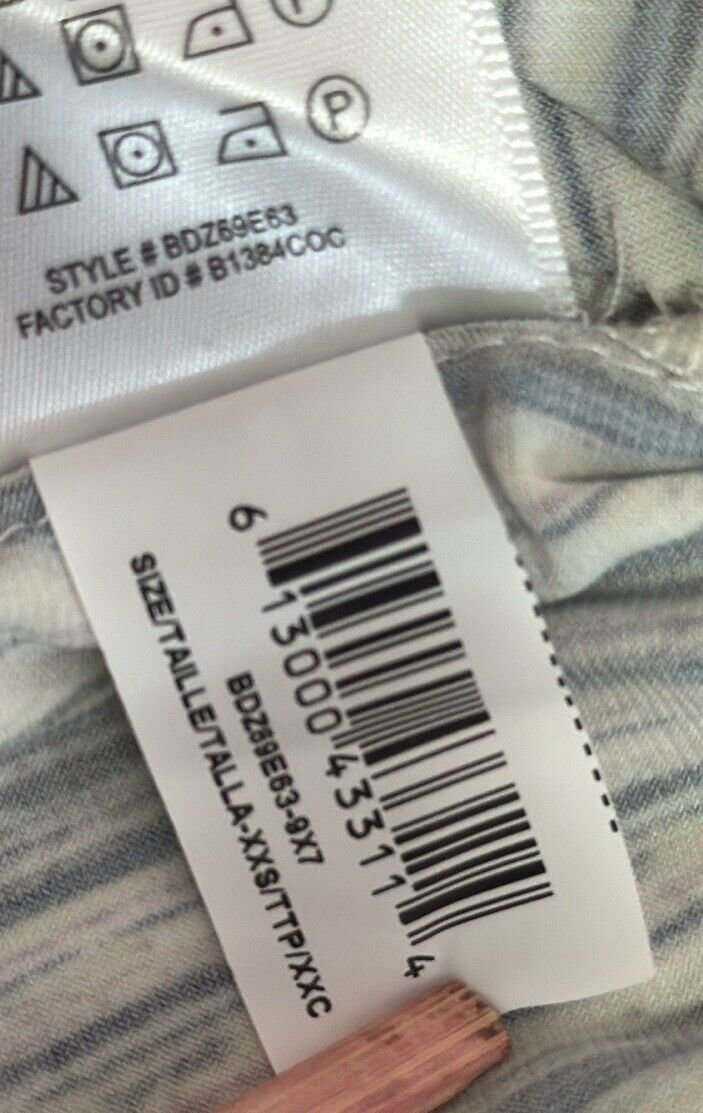 P
P
STYLE # BDZ69E63
FACTORY ID # B1384COC
6 13000 43311 4
BDZ69E63-9X7
SIZE/TAILLE/TALLA-XXS/TTP/XXC